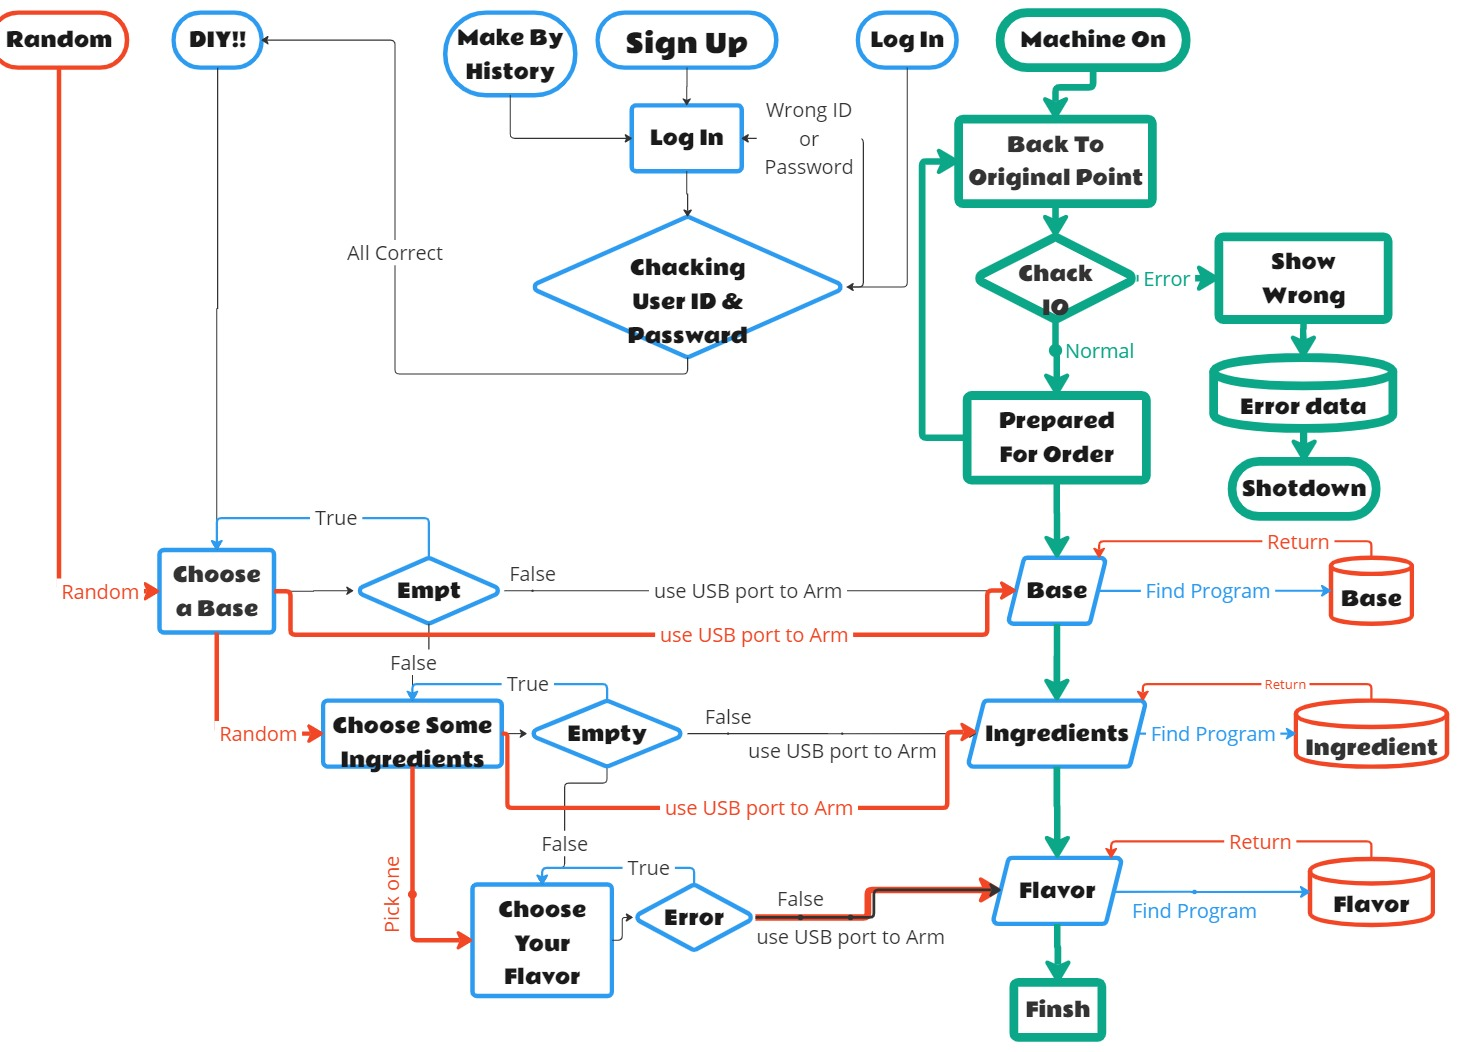 Random
DIY!!
Make By
History
Sign Up
Log In
Machine On
Log In
Wrong ID
or
Password
Back To
Original Point
All Correct
Chacking
User ID &
Passward
Chack
IO
Error
Show
Wrong
Normal
Error data
Prepared
For Order
Shotdown
True
Return
Random
Choose
a Base
Empt
False
use USB port to Arm
Base
Find Program
Base
use USB port to Arm
False
True
Return
Random
Choose Some
Ingredients
Empty
False
use USB port to Arm
Ingredients
Find Program
Ingredient
use USB port to Arm
False
True
Return
Pick one
Choose
Your
Flavor
Error
False
use USB port to Arm
Flavor
Find Program
Flavor
Finsh